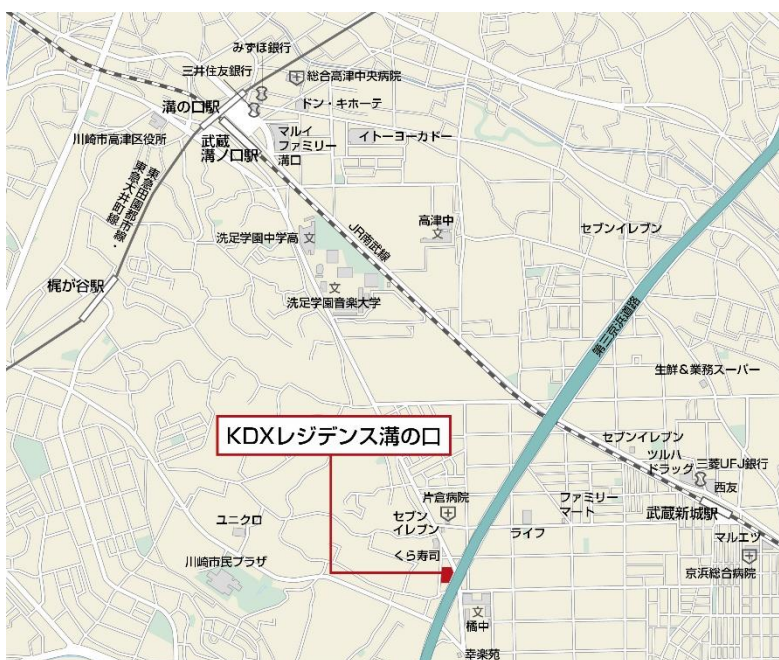 みずほ銀行
三井住友銀行
総合高津中央病院
溝の口駅
ドン・キホーテ
川崎市高津区役所
武蔵
溝ノ口駅
マルイ
ファミリー
溝口
イトーヨーカドー
東急田園都市線・
東急大井町線
洗足学園中学高
文
JR南武線
高津中
文
セブンイレブン
梶が谷駅
文
洗足学園音楽大学
第三京浜道路
生鮮&業務スーパー
KDXレジデンス溝の口
セブンイレブン
ツルハ
ドラッグ
三菱UFJ銀行
西友
片倉病院
ファミリー
マート
武蔵新城駅
ユニクロ
セブン
イレブン
ライフ
マルエツ
くら寿司
川崎市民プラザ
京浜総合病院
文
橘中
幸楽苑